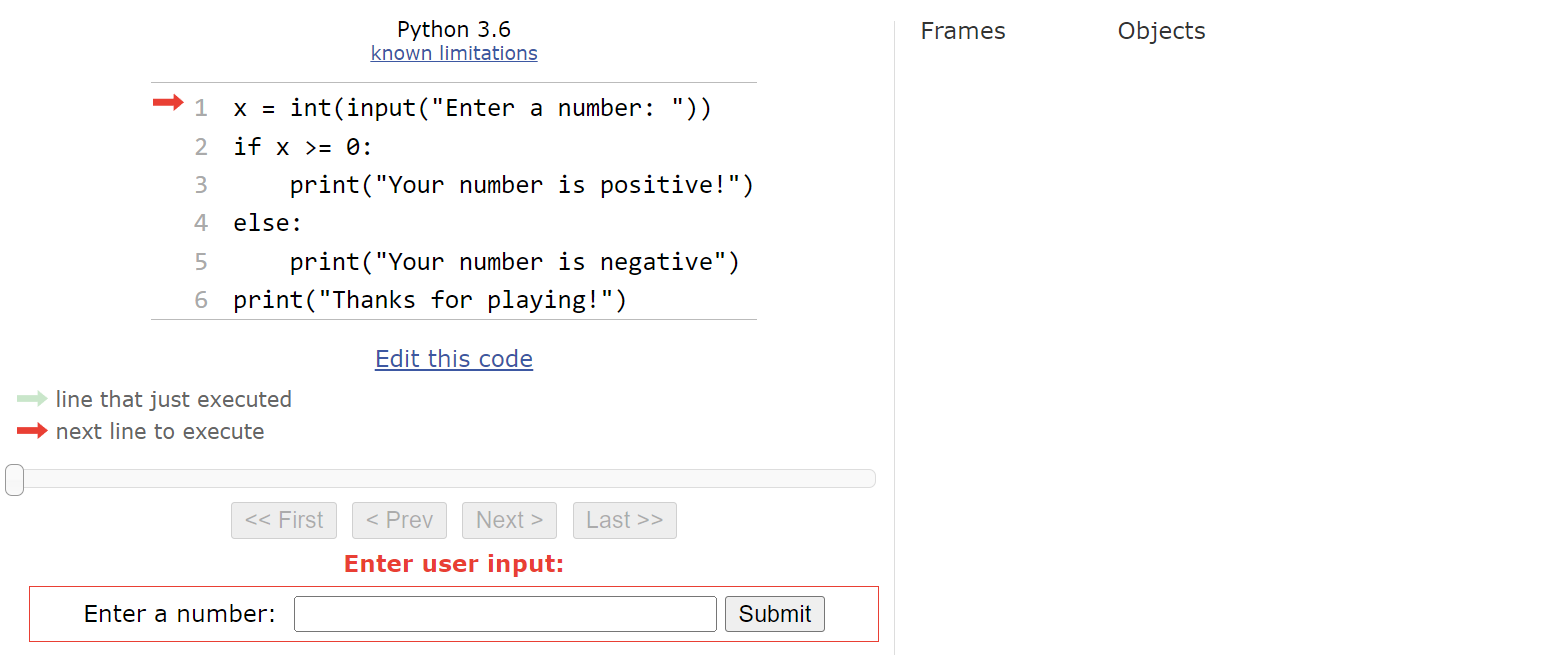 Python 3.6
known limitations
1 x = int(input("Enter a number: "))
2 if x >= 0:
3     print("Your number is positive!")
4 else:
5     print("Your number is negative")
6 print("Thanks for playing!")
Edit this code
line that just executed
next line to execute
<< First < Prev Next > Last >>
Enter user input:
Enter a number: Submit
Frames Objects